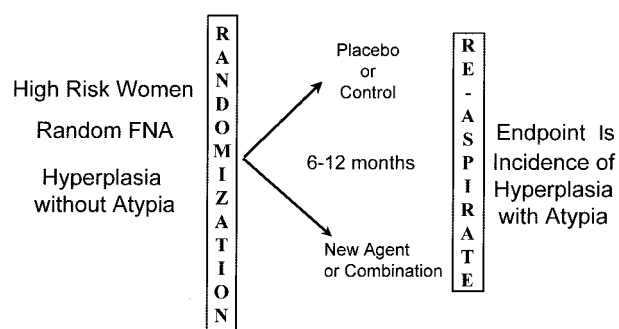 High Risk Women
Random FNA
Hyperplasia
without Atypia
RANDOMIZATION
Placebo
or
Control
6-12 months
New Agent
or Combination
RE-ASPIRATE
Endpoint Is
Incidence of
Hyperplasia
with Atypia